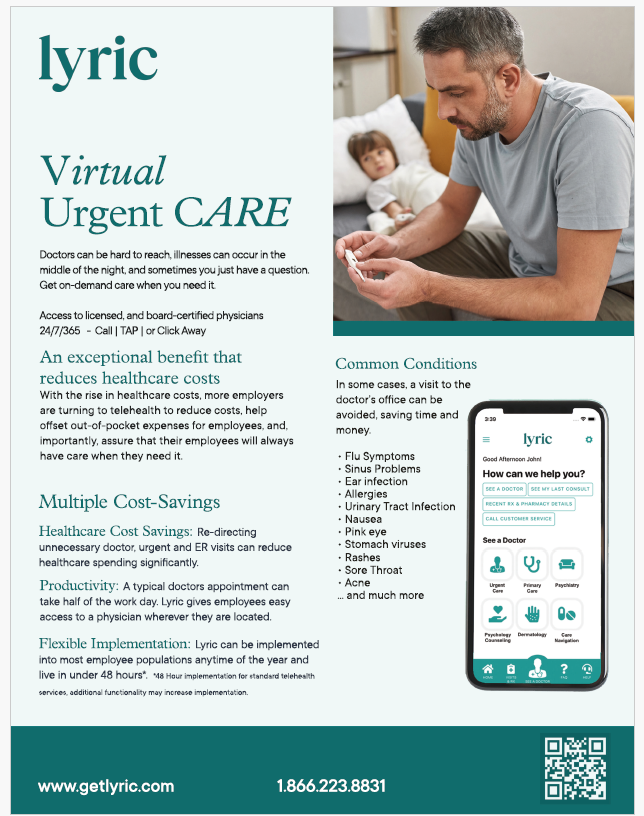 lyric
Virtual
Urgent CARE
Doctors can be hard to reach, illnesses can occur in the
middle of the night, and sometimes you just have a question.
Get on-demand care when you need it.
Access to licensed, and board-certified physicians
24/7/365 - Call | TAP | or Click Away
An exceptional benefit that
reduces healthcare costs
With the rise in healthcare costs, more employers
are turning to telehealth to reduce costs, help
offset out-of-pocket expenses for employees, and,
importantly, assure that their employees will always
have care when they need it.
Multiple Cost-Savings
Healthcare Cost Savings: Re-directing
unnecessary doctor, urgent and ER visits can reduce
healthcare spending significantly.
Productivity: A typical doctors appointment can
take half of the work day. Lyric gives employees easy
access to a physician wherever they are located.
Flexible Implementation: Lyric can be implemented
into most employee populations anytime of the year and
live in under 48 hours*. *48 Hour implementation for standard telehealth
services, additional functionality may increase implementation.
Common Conditions
In some cases, a visit to the
doctor's office can be
avoided, saving time and
money.
• Flu Symptoms
• Sinus Problems
• Ear infection
• Allergies
• Urinary Tract Infection
• Nausea
• Pink eye
• Stomach viruses
• Rashes
• Sore Throat
• Acne
... and much more
3:39
lyric
Good Afternoon John!
How can we help you?
SEE A DOCTOR SEE MY LAST CONSULT
RECENT RX & PHARMACY DETAILS
CALL CUSTOMER SERVICE
See a Doctor
Urgent Care
Primary Care
Psychiatry
Psychology Counseling
Dermatology
Care Navigation
HOME
SEE A DOCTOR
FAQ
HELP
www.getlyric.com
1.866.223.8831